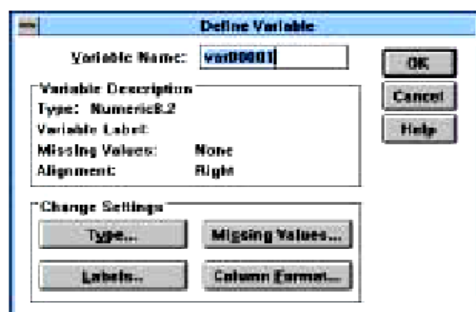 Define Variable
Variable Name: var00001
OK
Cancel
Help
Variable Description
Type: Numeric8.2
Variable Label:
Missing Values: None
Alignment: Right
Change Settings
Type...
Missing Values...
Labels..
Column Format...